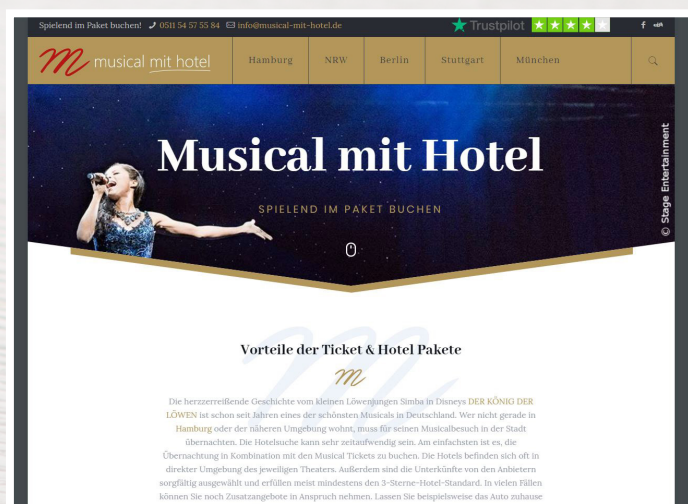 Spielend im Paket buchen! 0511 54 57 55 84 info@musical-mit-hotel.de Trustpilot f
m musical mit hotel Hamburg NRW Berlin Stuttgart München
Musical mit Hotel
SPIELEND IM PAKET BUCHEN
© Stage Entertainment
Vorteile der Ticket & Hotel Pakete
m
Die herzzerreißende Geschichte vom kleinen Löwenjungen Simba in Disneys DER KÖNIG DER
LÖWEN ist schon seit Jahren eines der schönsten Musicals in Deutschland. Wer nicht gerade in
Hamburg oder der näheren Umgebung wohnt, muss für seinen Musicalbesuch in der Stadt
übernachten. Die Hotelsuche kann sehr zeitaufwendig sein. Am einfachsten ist es, die
Übernachtung in Kombination mit den Musical Tickets zu buchen. Die Hotels befinden sich oft in
direkter Umgebung des jeweiligen Theaters. Außerdem sind die Unterkünfte von den Anbietern
sorgfältig ausgewählt und erfüllen meist mindestens den 3-Sterne-Hotel-Standard. In vielen Fällen
können Sie noch Zusatzangebote in Anspruch nehmen. Lassen Sie beispielsweise das Auto zuhause